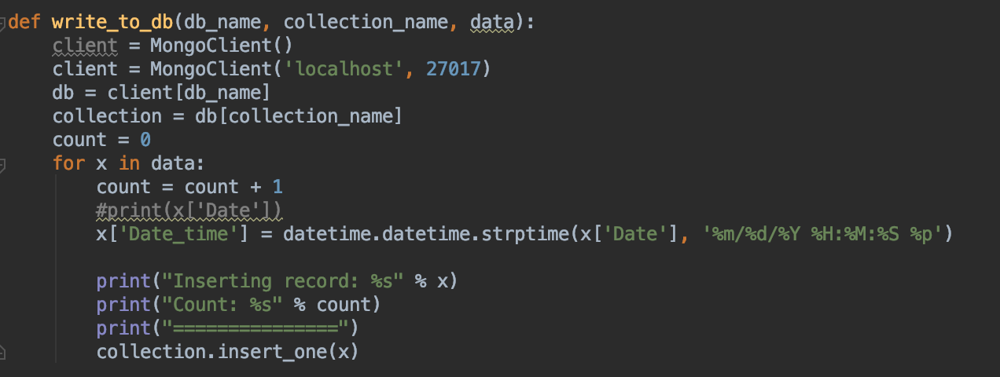 def write_to_db(db_name, collection_name, data):
    client = MongoClient()
    client = MongoClient('localhost', 27017)
    db = client[db_name]
    collection = db[collection_name]
    count = 0
    for x in data:
        count = count + 1
        #print(x['Date'])
        x['Date_time'] = datetime.datetime.strptime(x['Date'], '%m/%d/%Y %H:%M:%S %p')

        print("Inserting record: %s" % x)
        print("Count: %s" % count)
        print("===============")
        collection.insert_one(x)